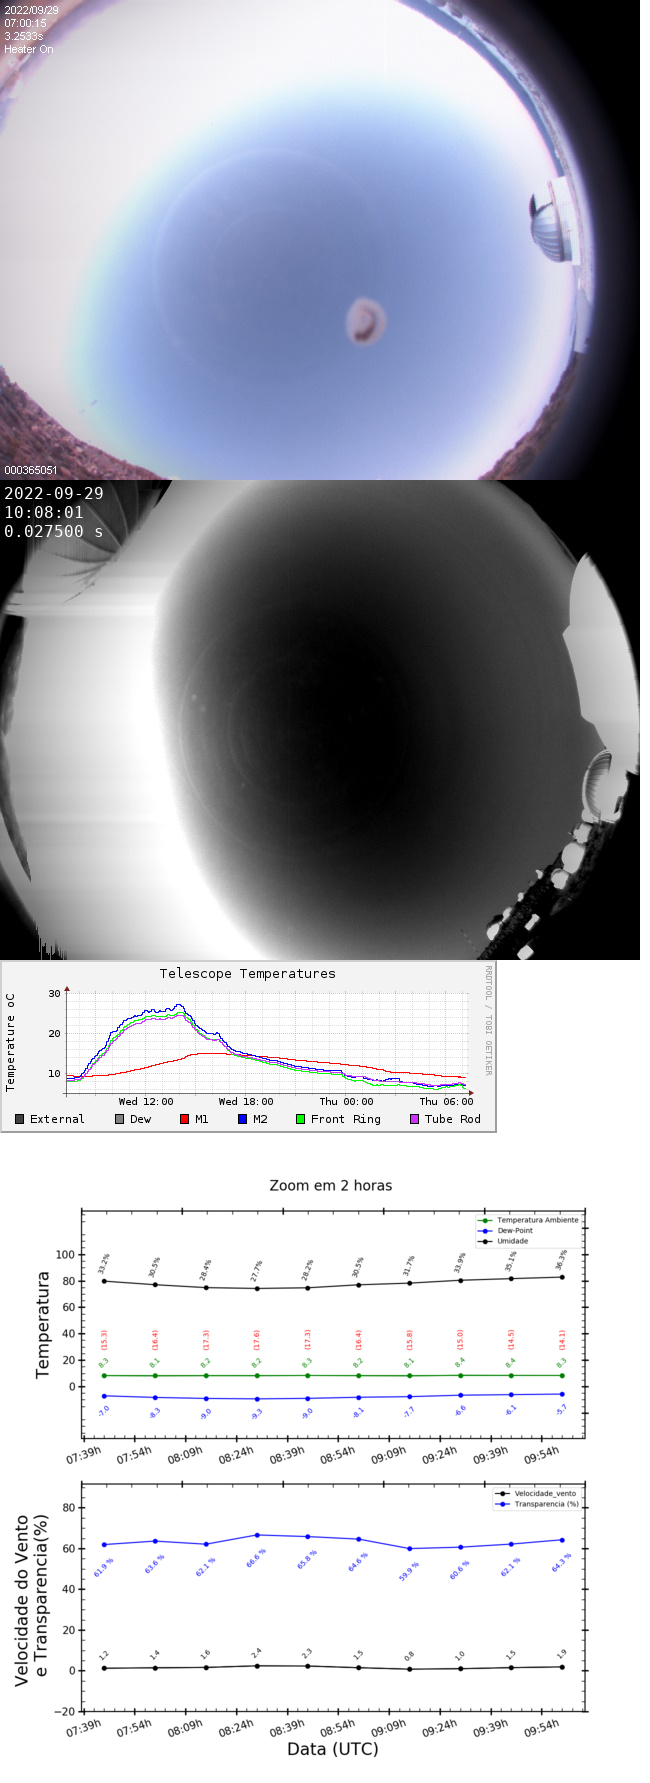 2022/09/29
07:00:15
3.2533s
Heater On
000365051
2022-09-29
10:08:01
0.027500 s
Telescope Temperatures
RRDTOOL / TOBI OETIKER
Temperature oC
30
20
10
Wed 12:00 Wed 18:00 Thu 00:00 Thu 06:00
External Dew M1 M2 Front Ring Tube Rod
Zoom em 2 horas
Temperatura Ambiente
Dew-Point
Umidade
Temperatura
100
80
60
40
20
0
33.2% 30.5% 28.4% 27.7% 28.2% 30.5% 31.7% 33.9% 35.1% 36.3%
(15.3) (16.4) (17.3) (17.6) (17.3) (16.4) (15.8) (15.0) (14.5) (14.1)
8.3 8.1 8.2 8.2 8.3 8.2 8.1 8.4 8.4 8.3
-7.0 -8.3 -9.0 -9.3 -9.0 -8.1 -7.7 -6.6 -6.1 -5.7
07:39h 07:54h 08:09h 08:24h 08:39h 08:54h 09:09h 09:24h 09:39h 09:54h
Velocidade_vento
Transparencia (%)
Velocidade do Vento
e Transparencia(%)
80
60
40
20
0
−20
61.9 % 63.6 % 62.1 % 66.6 % 65.8 % 64.6 % 59.9 % 60.6 % 62.1 % 64.3 %
1.2 1.4 1.6 2.4 2.3 1.5 0.8 1.0 1.5 1.9
07:39h 07:54h 08:09h 08:24h 08:39h 08:54h 09:09h 09:24h 09:39h 09:54h
Data (UTC)